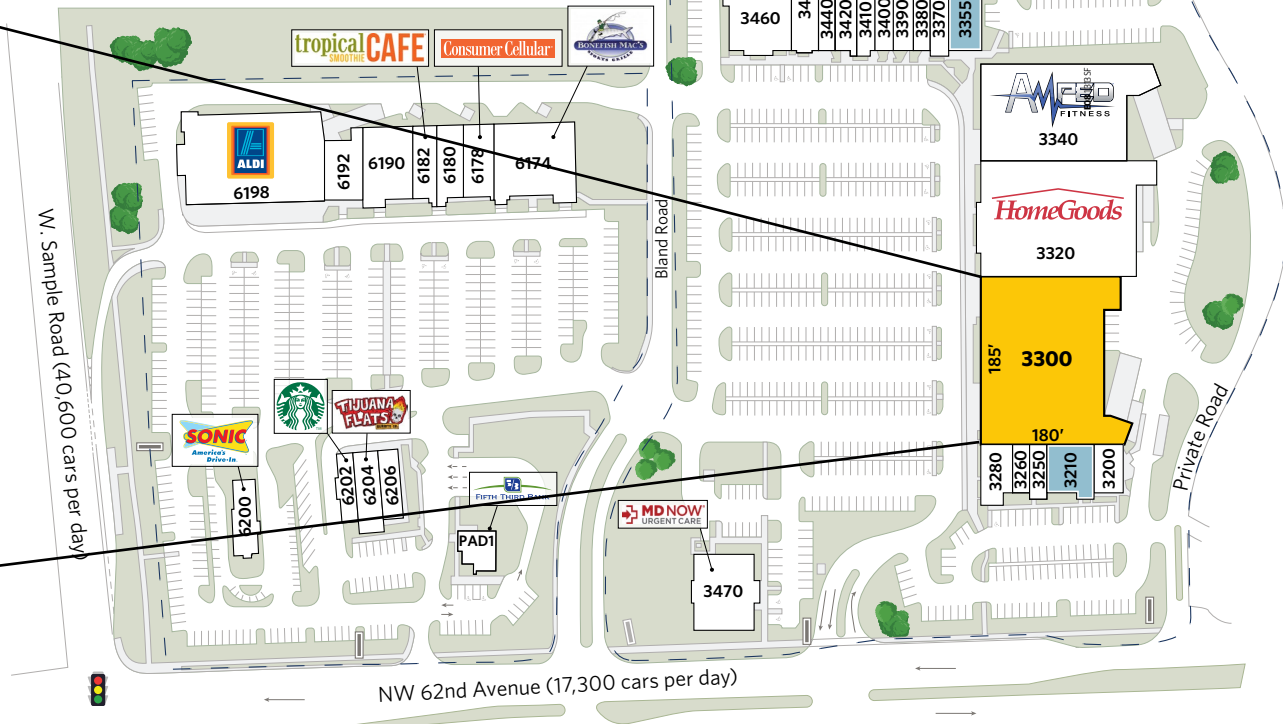 3460
3440
3420
3410
3400
3390
3380
3370
3355
tropical
SMOOTHIE CAFE
Consumer Cellular
BONEFISH MAC'S
SPORTS GRILLE
AMPED
FITNESS
3340
ALDI
6198
6192
6190
6182
6180
6178
6174
HomeGoods
3320
Bland Road
W. Sample Road (40,600 cars per day)
185'
3300
180'
Private Road
SONIC
America's
Drive-In
TIJUANA
FLATS
6200
6202
6204
6206
FIFTH THIRD BANK
PAD1
MD NOW
URGENT CARE
3470
3280
3260
3250
3210
3200
NW 62nd Avenue (17,300 cars per day)